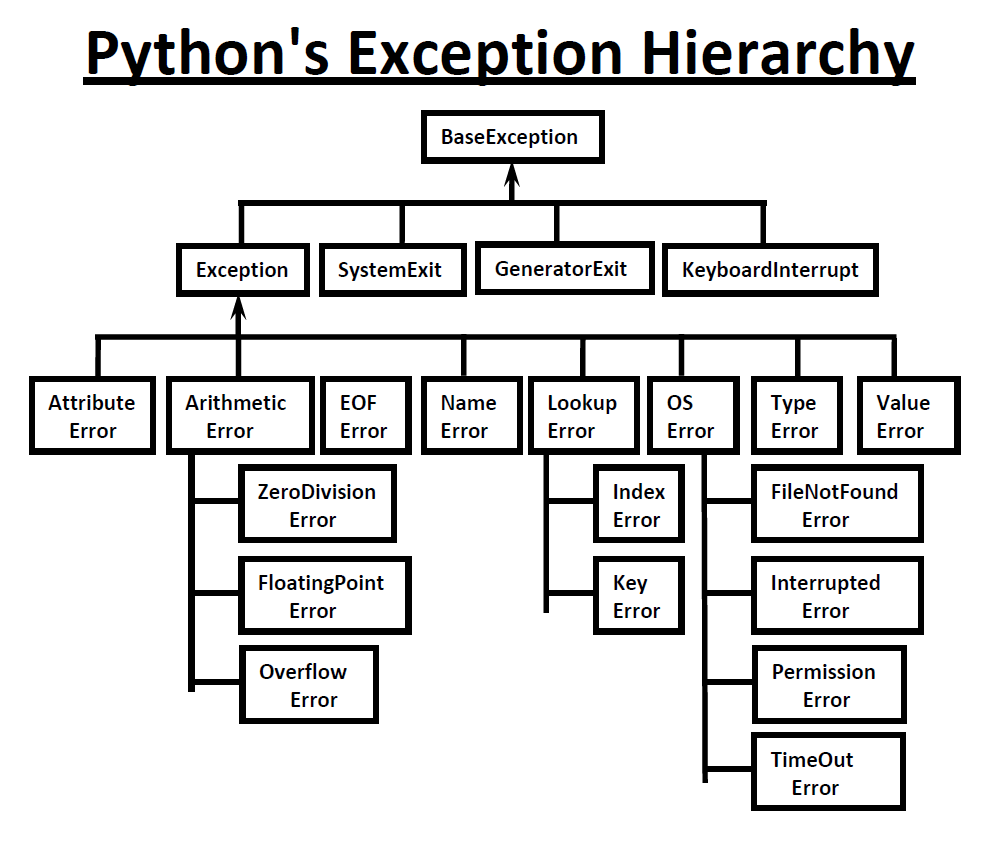 Python's Exception Hierarchy
BaseException
Exception
SystemExit
GeneratorExit
KeyboardInterrupt
Attribute
Error
Arithmetic
Error
EOF
Error
Name
Error
Lookup
Error
OS
Error
Type
Error
Value
Error
ZeroDivision
Error
FloatingPoint
Error
Overflow
Error
Index
Error
Key
Error
FileNotFound
Error
Interrupted
Error
Permission
Error
TimeOut
Error